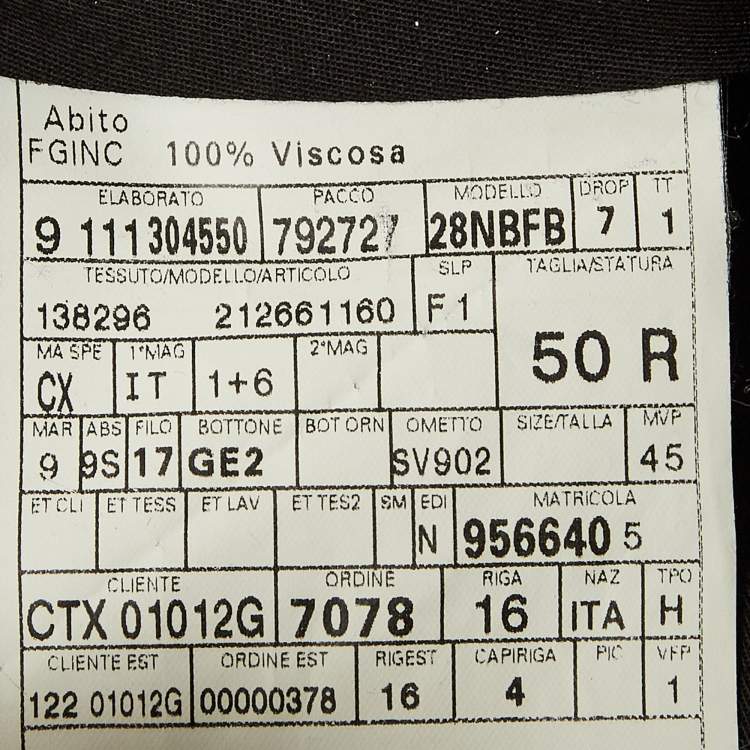 Abito
FGINC 100% Viscosa
ELABORATO PACCO MODELLO DROP TT
9 111304550 792727 28NBFB 7 1
TESSUTO/MODELLO/ARTICOLO SLP TAGLIA/STATURA
138296 212661160 F1 50 R
MA SPE 1°MAG 2°MAG
CX IT 1+6
MAR ABS FILO BOTTONE BOT ORN OMETTO SIZE/TALLA MVP
9 9S 17 GE2 SV902 45
ET CLI ET TESS ET LAV ET TES2 SM EDI MATRICOLA
N 956640 5
CLIENTE ORDINE RIGA NAZ TPO
CTX 01012G 7078 16 ITA H
CLIENTE EST ORDINE EST RIGEST CAPIRIGA PIC VFP
122 01012G 00000378 16 4 1